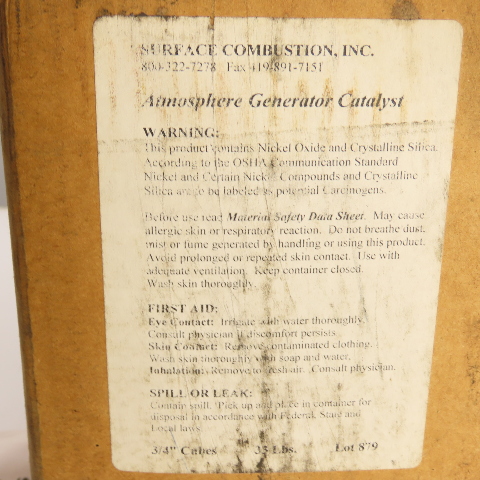 SURFACE COMBUSTION, INC.
800-322-7278 Fax 419-891-7151
Atmosphere Generator Catalyst
WARNING:
This product contains Nickel Oxide and Crystalline Silica.
According to the OSHA Communication Standard
Nickel and Certain Nickel Compounds and Crystalline
Silica are to be labeled as potential Carcinogens.
Before use read Material Safety Data Sheet. May cause
allergic skin or respiratory reaction. Do not breathe dust,
mist or fume generated by handling or using this product.
Avoid prolonged or repeated skin contact. Use with
adequate ventilation. Keep container closed.
Wash skin thoroughly.
FIRST AID:
Eye Contact: Irrigate with water thoroughly.
Consult physician if discomfort persists.
Skin Contact: Remove contaminated clothing.
Wash skin thoroughly with soap and water.
Inhalation: Remove to fresh air. Consult physician.
SPILL OR LEAK:
Contain spill. Pick up and place in container for
disposal in accordance with Federal, State and
Local laws.
3/4" Cubes 35 Lbs. Lot 879